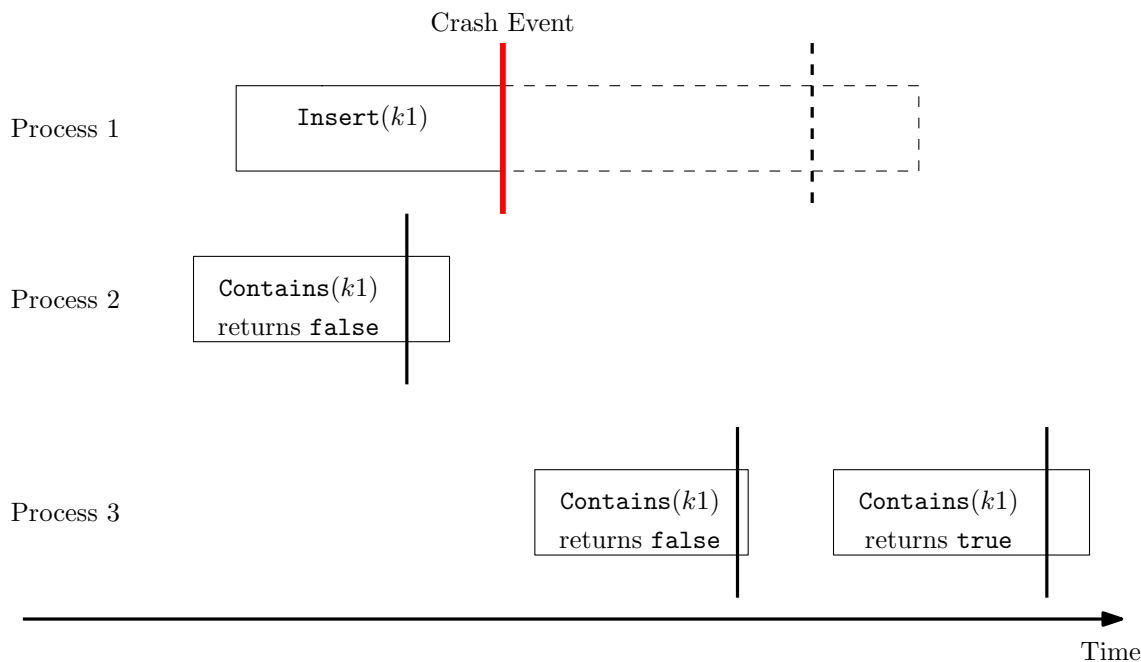 Crash Event
Process 1
Insert(k1)
Process 2
Contains(k1)
returns false
Process 3
Contains(k1)
returns false
Contains(k1)
returns true
Time